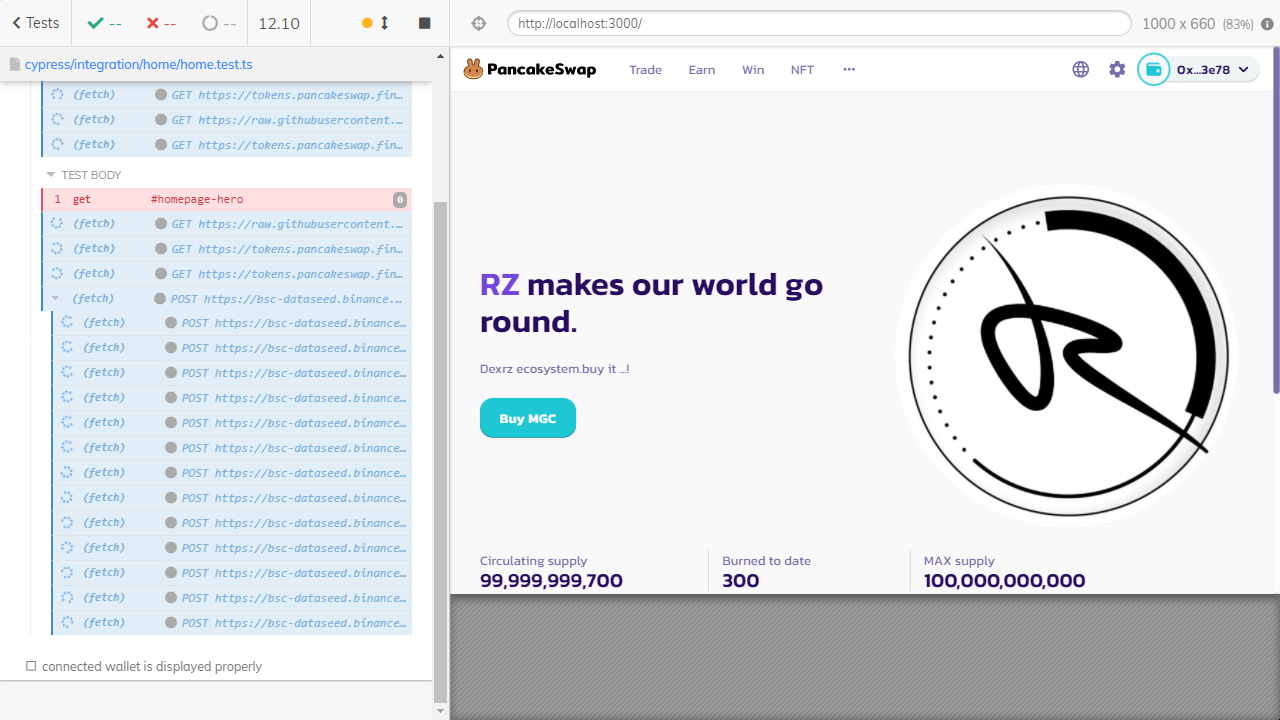 Tests
--
--
--
12.10
http://localhost:3000/
1000 x 660 (83%)
cypress/integration/home/home.test.ts
(fetch) GET https://tokens.pancakeswap.fin…
(fetch) GET https://raw.githubusercontent.…
(fetch) GET https://tokens.pancakeswap.fin…
TEST BODY
1 get #homepage-hero 0
(fetch) GET https://raw.githubusercontent.…
(fetch) GET https://tokens.pancakeswap.fin…
(fetch) GET https://tokens.pancakeswap.fin…
(fetch) POST https://bsc-dataseed.binance.…
(fetch) POST https://bsc-dataseed.binance…
(fetch) POST https://bsc-dataseed.binance…
(fetch) POST https://bsc-dataseed.binance…
(fetch) POST https://bsc-dataseed.binance…
(fetch) POST https://bsc-dataseed.binance…
(fetch) POST https://bsc-dataseed.binance…
(fetch) POST https://bsc-dataseed.binance…
(fetch) POST https://bsc-dataseed.binance…
(fetch) POST https://bsc-dataseed.binance…
(fetch) POST https://bsc-dataseed.binance…
(fetch) POST https://bsc-dataseed.binance…
(fetch) POST https://bsc-dataseed.binance…
(fetch) POST https://bsc-dataseed.binance…
connected wallet is displayed properly
PancakeSwap Trade Earn Win NFT ··· 0x...3e78
RZ makes our world go
round.
Dexrz ecosystem.buy it ...!
Buy MGC
Circulating supply
99,999,999,700
Burned to date
300
MAX supply
100,000,000,000